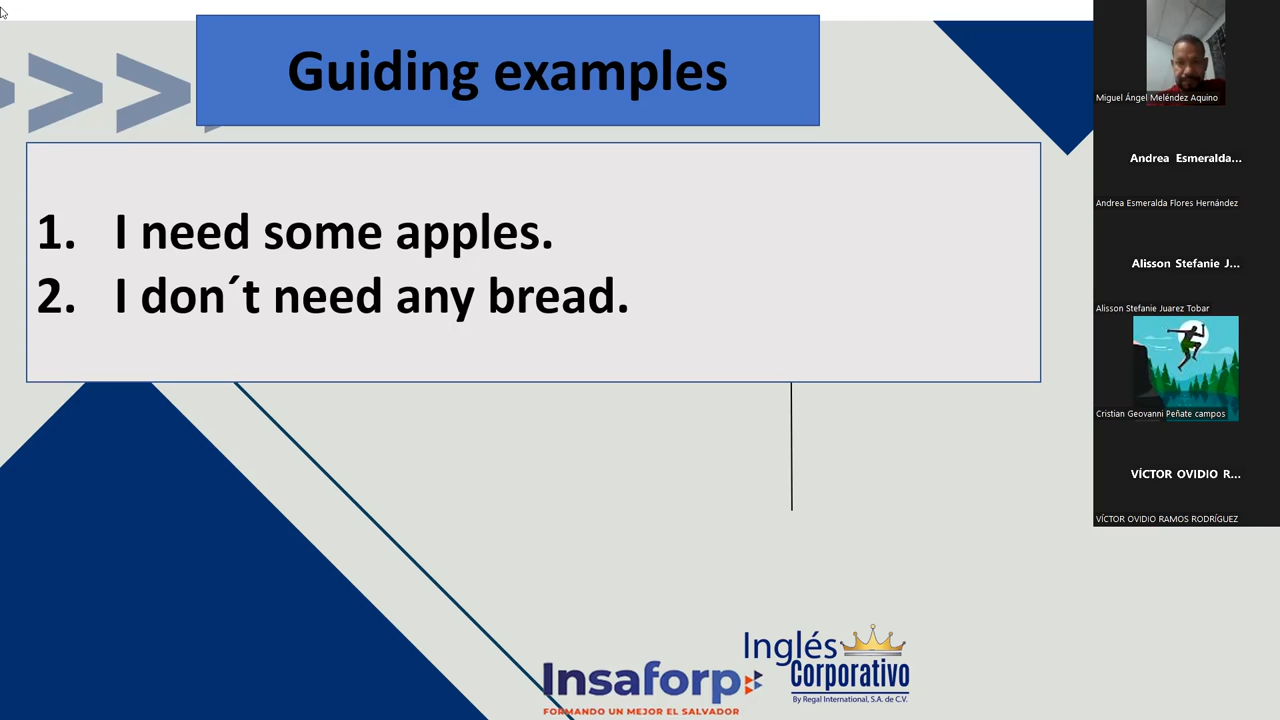 Guiding examples
1. I need some apples.
2. I don´t need any bread.
Miguel Ángel Meléndez Aquino
Andrea Esmeralda...
Andrea Esmeralda Flores Hernández
Alisson Stefanie J...
Alisson Stefanie Juarez Tobar
Cristian Geovanni Peñate campos
VÍCTOR OVIDIO R...
VÍCTOR OVIDIO RAMOS RODRÍGUEZ
Inglés
Corporativo
By Regal International, S.A. de C.V.
Insaforp
FORMANDO UN MEJOR EL SALVADOR